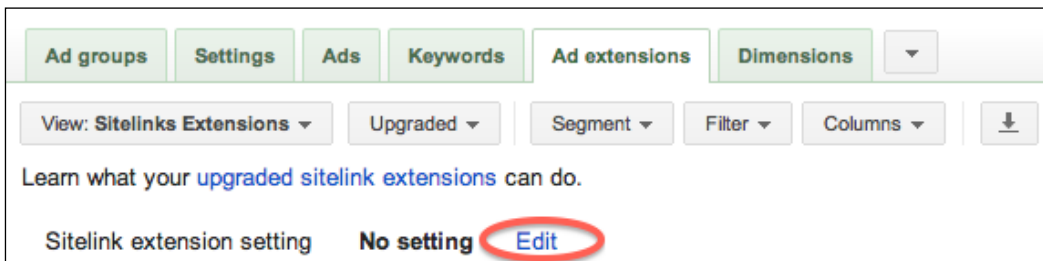 Ad groups Settings Ads Keywords Ad extensions Dimensions
View: Sitelinks Extensions Upgraded Segment Filter Columns
Learn what your upgraded sitelink extensions can do.
Sitelink extension setting No setting Edit